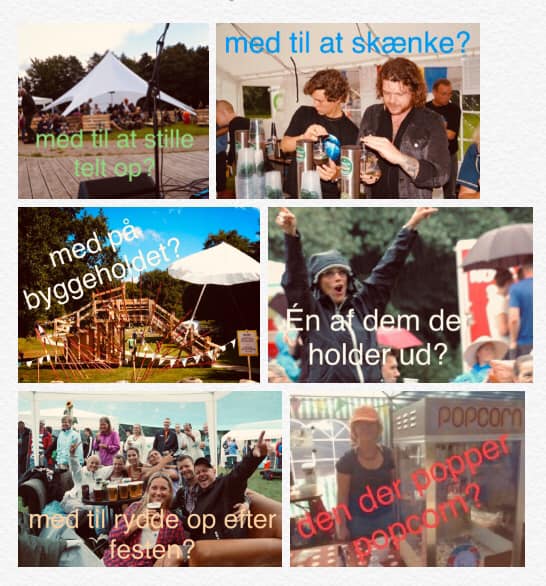 med til at stille
telt op?
med til at skænke?
med på
byggeholdet?
Én af dem der
holder ud?
med til rydde op efter
festen?
POPCORN
den der popper
popcorn?